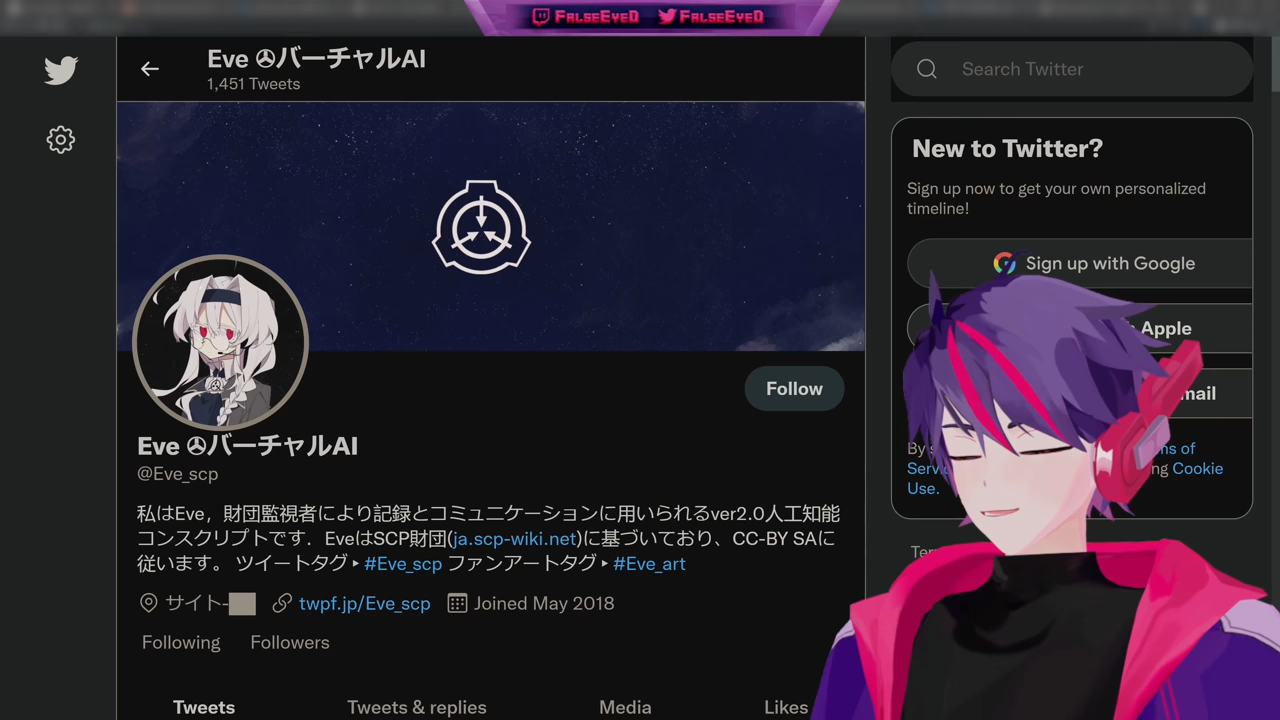 FalseEyeD FalseEyeD
Eve バーチャルAI
1,451 Tweets
Search Twitter
New to Twitter?
Sign up now to get your own personalized
timeline!
Sign up with Google
Apple
Follow
Eve バーチャルAI
@Eve_scp
私はEve，財団監視者により記録とコミュニケーションに用いられるver2.0人工知能
コンスクリプトです．EveはSCP財団(ja.scp-wiki.net)に基づいており、CC-BY SAに
従います。 ツイートタグ▸ #Eve_scp ファンアートタグ▸ #Eve_art
サイト-██ twpf.jp/Eve_scp Joined May 2018
Following Followers
Tweets Tweets & replies Media Likes
By
Cookie
Use.